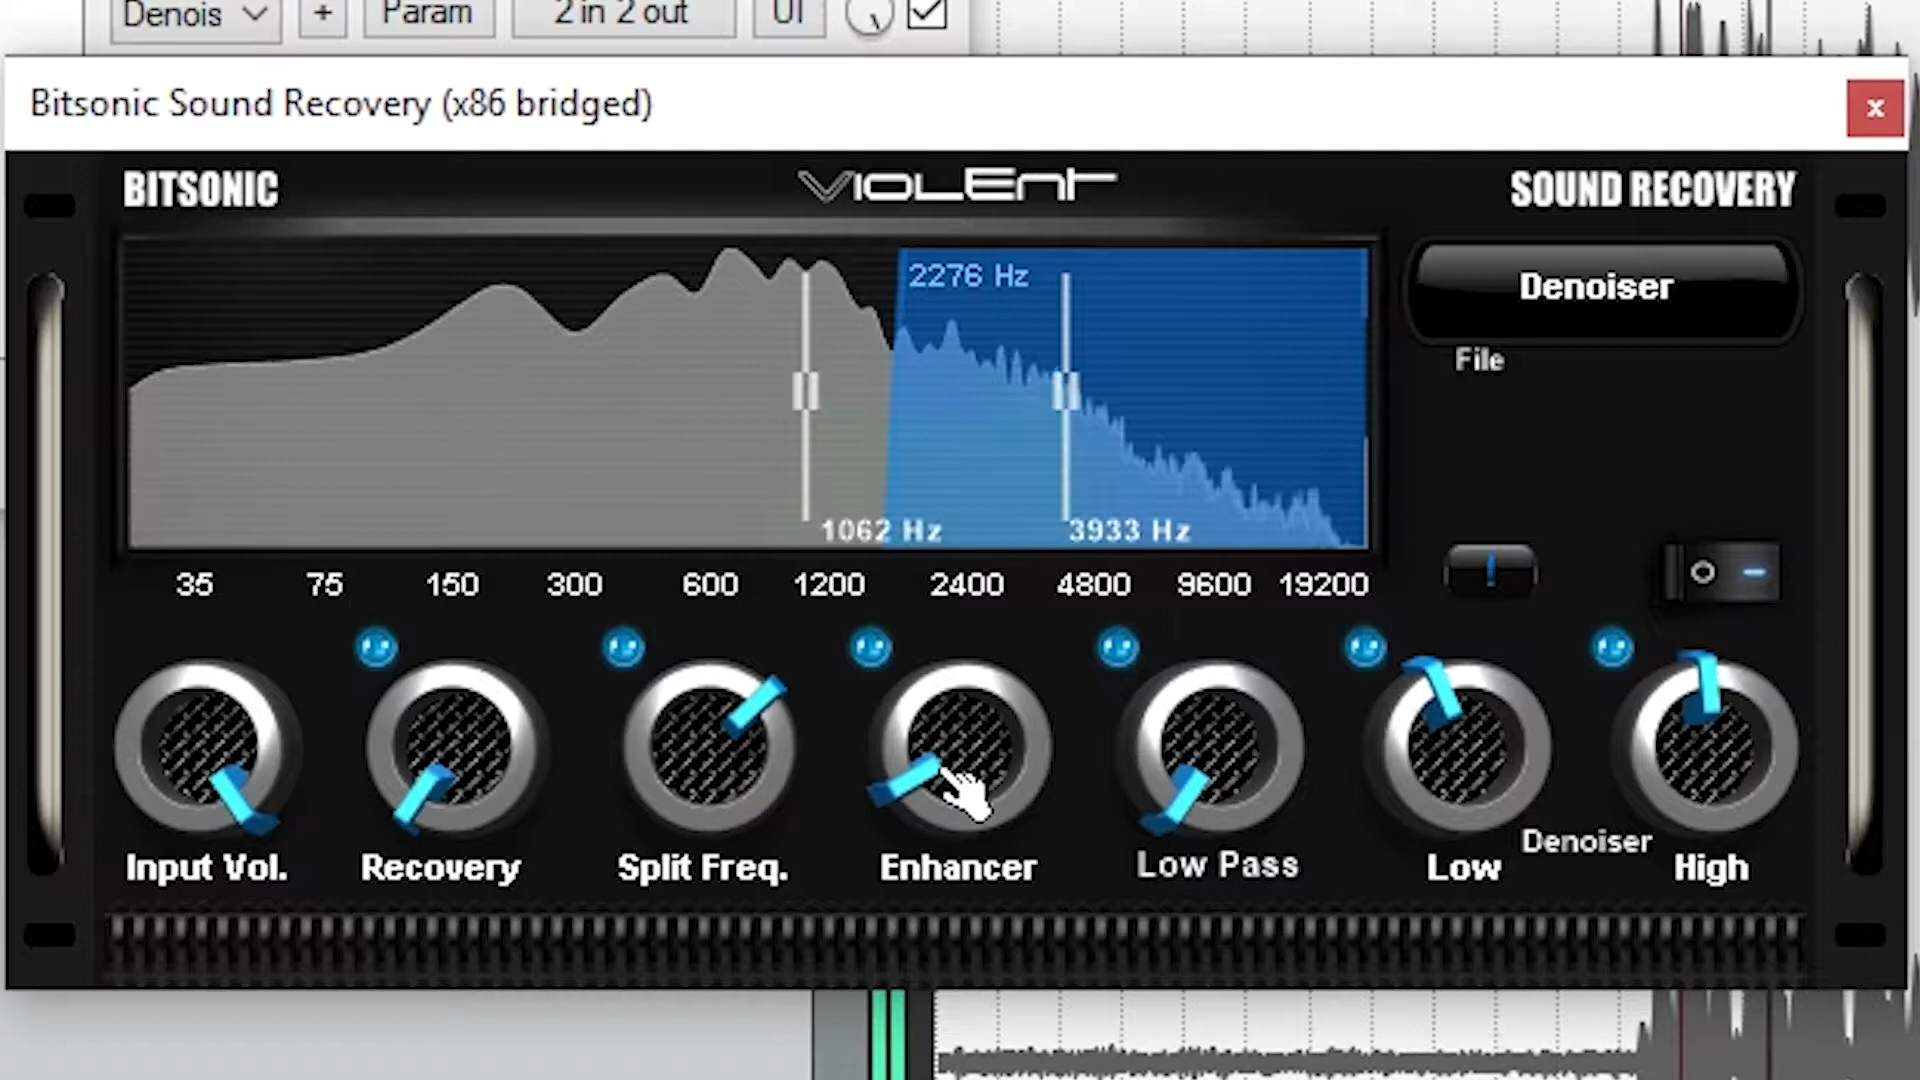 Denois + Param 2 in 2 out UI
Bitsonic Sound Recovery (x86 bridged) x
BITSONIC VIOLENT SOUND RECOVERY
2276 Hz
Denoiser
File
1062 Hz 3933 Hz
35 75 150 300 600 1200 2400 4800 9600 19200
Denoiser
Input Vol. Recovery Split Freq. Enhancer Low Pass Low High